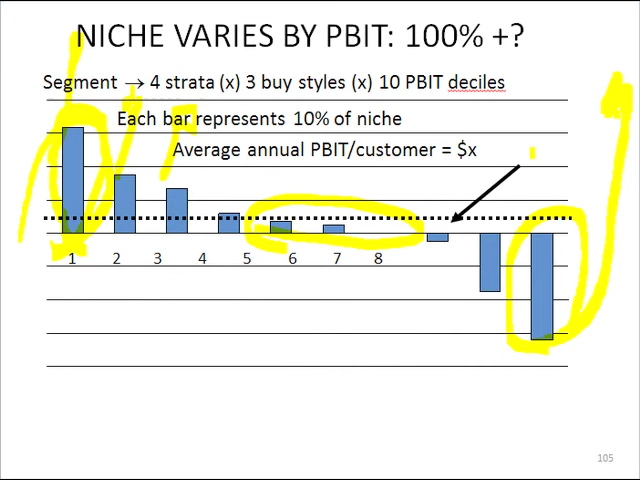 NICHE VARIES BY PBIT: 100% +?
Segment → 4 strata (x) 3 buy styles (x) 10 PBIT deciles
Each bar represents 10% of niche
Average annual PBIT/customer = $x
1 2 3 4 5 6 7 8
105